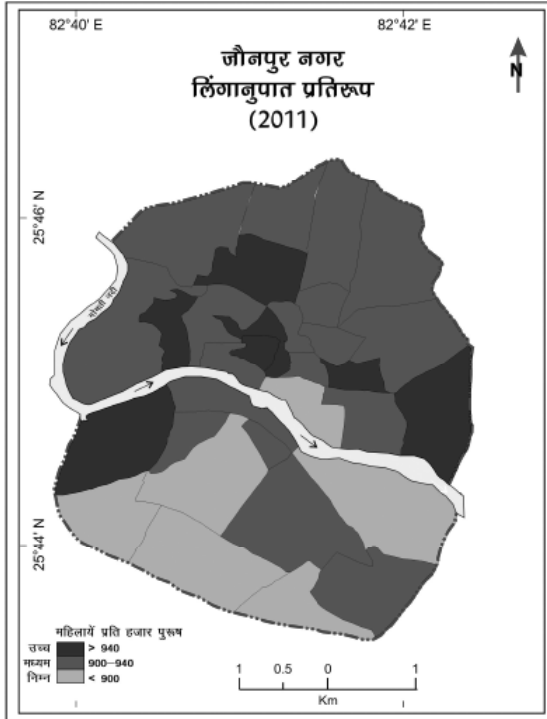 82°40' E
82°42' E
जौनपुर नगर
लिंगानुपात प्रतिरूप
(2011)
N
25°46' N
गोमती नदी
25°44' N
महिलायें प्रति हजार पुरूष
उच्च > 940
मध्यम 900–940
निम्न < 900
1 0.5 0 1
Km